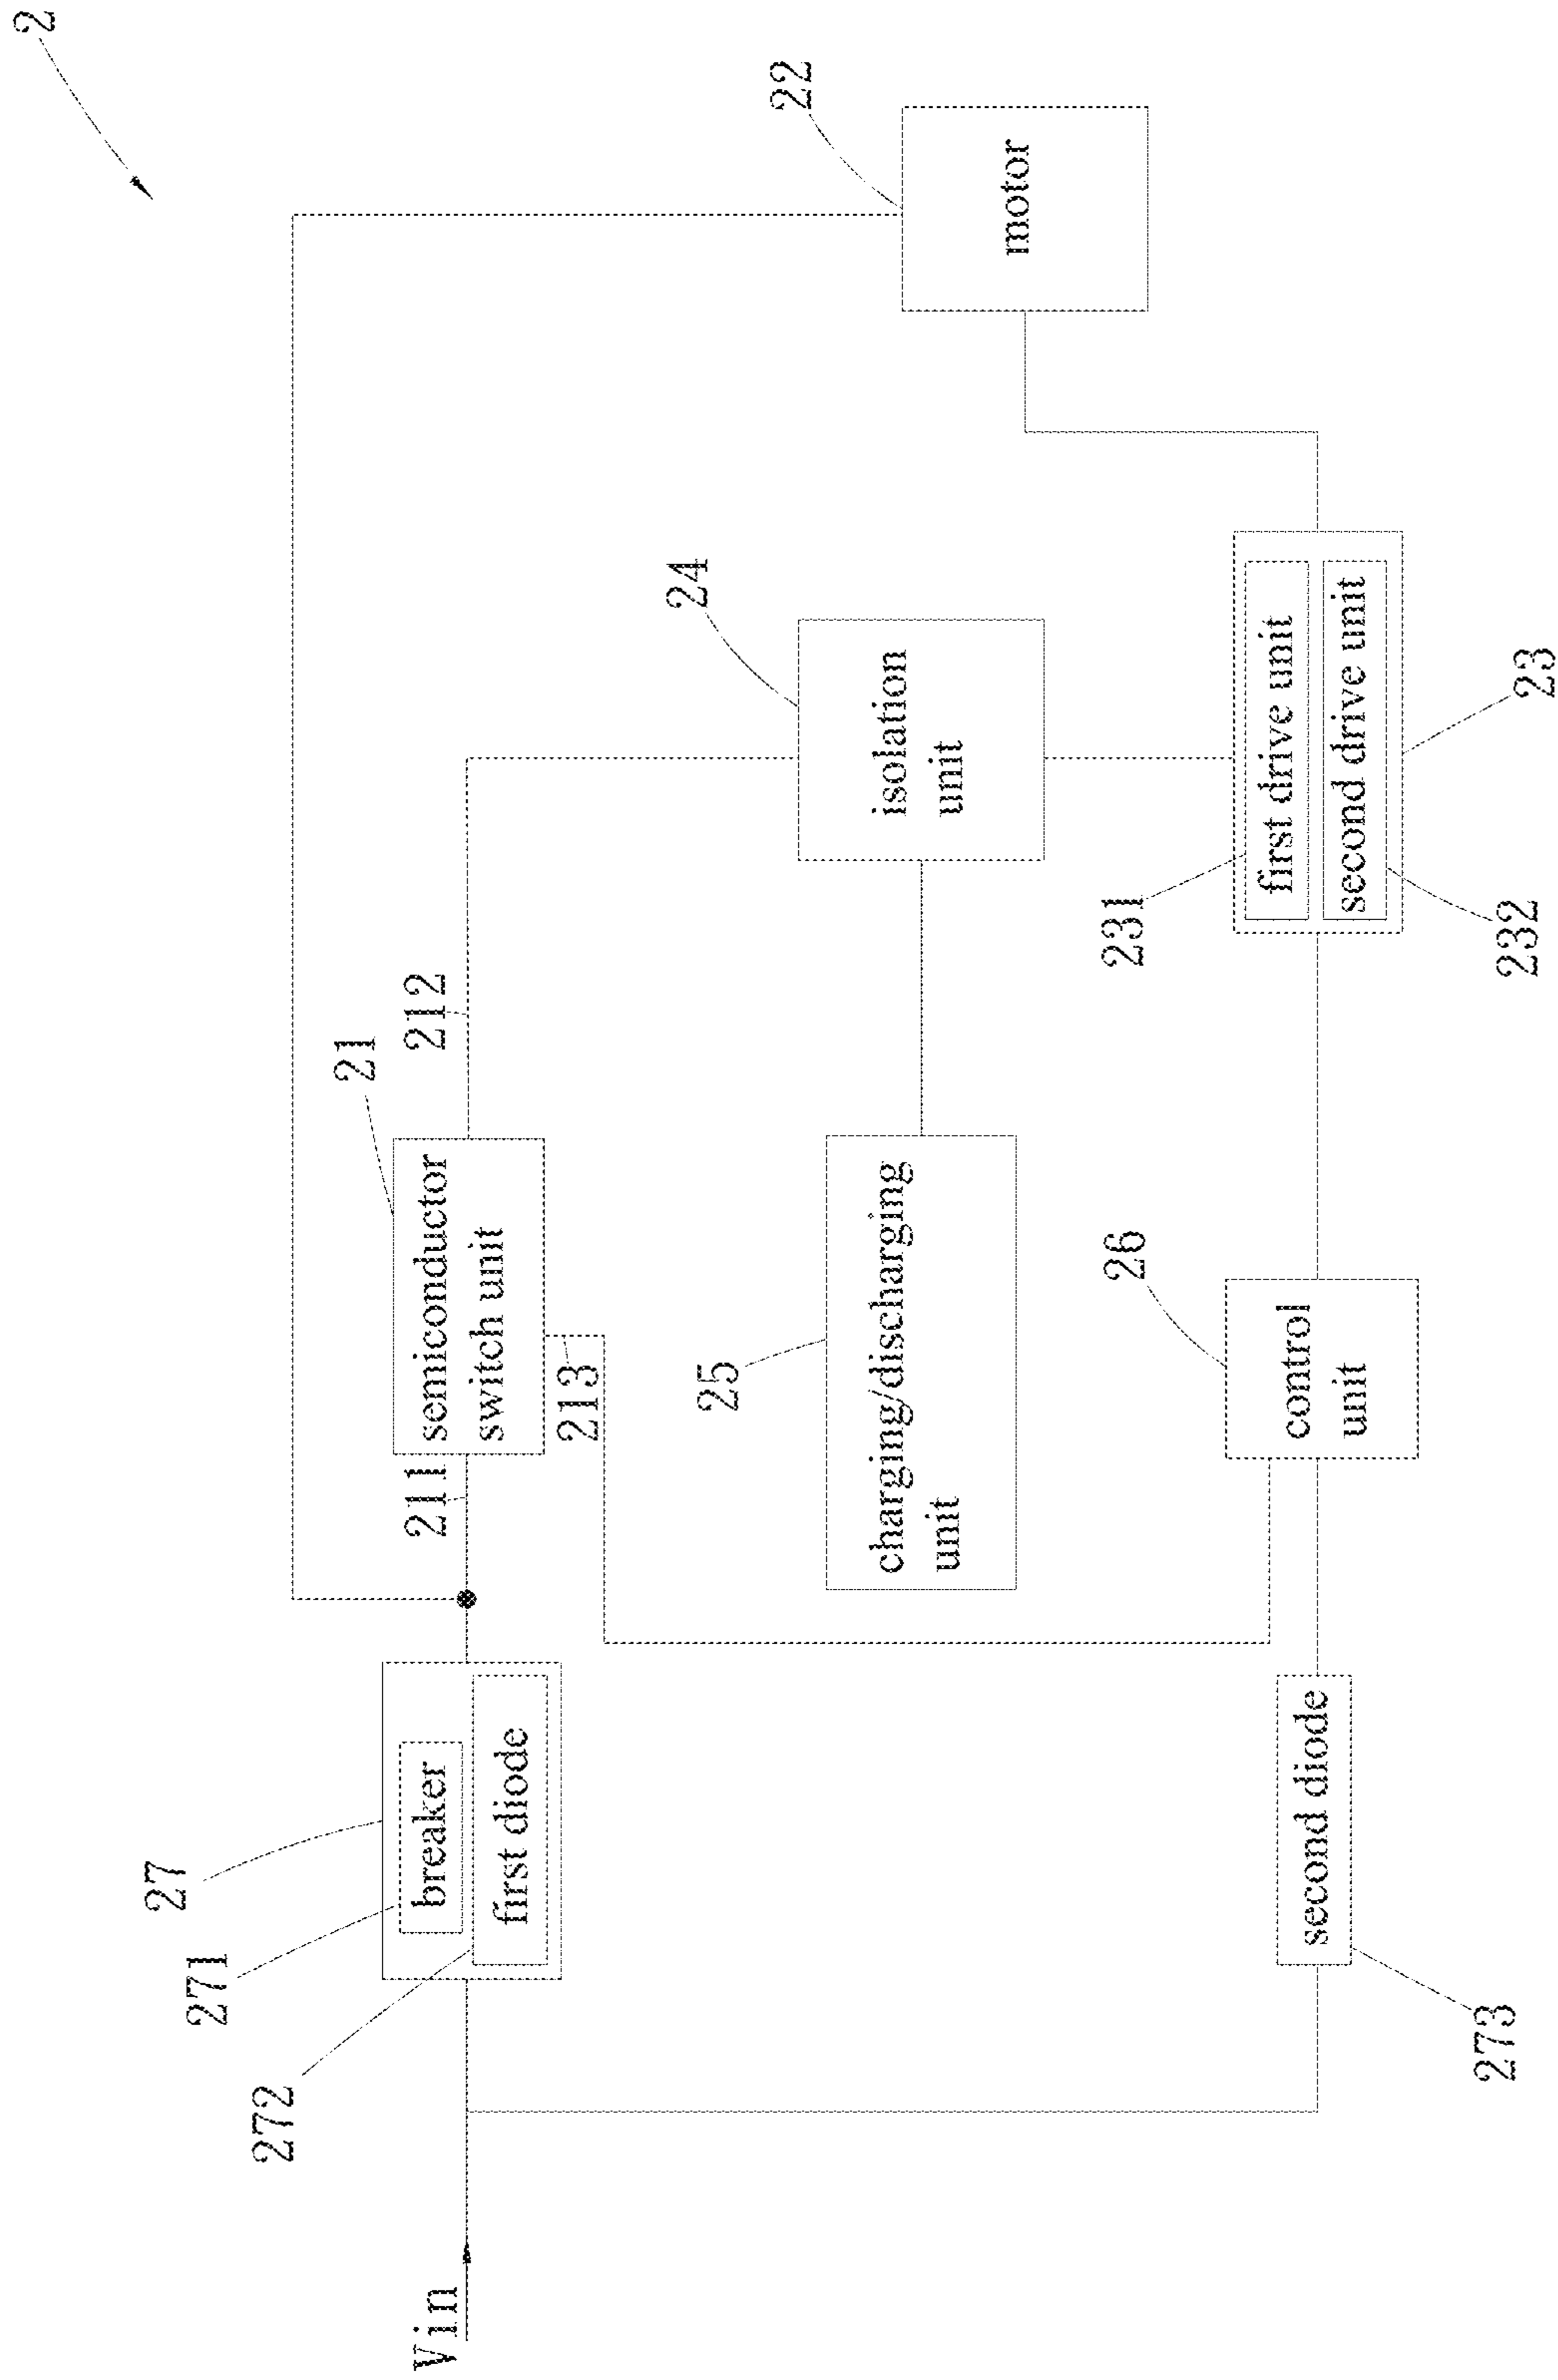 2
22
motor
24
isolation
unit
21
212
semiconductor
switch unit
211
213
231
first drive unit
second drive unit
23
232
25
charging/discharging
unit
26
control
unit
27
271
breaker
272
first diode
second diode
273
Vin